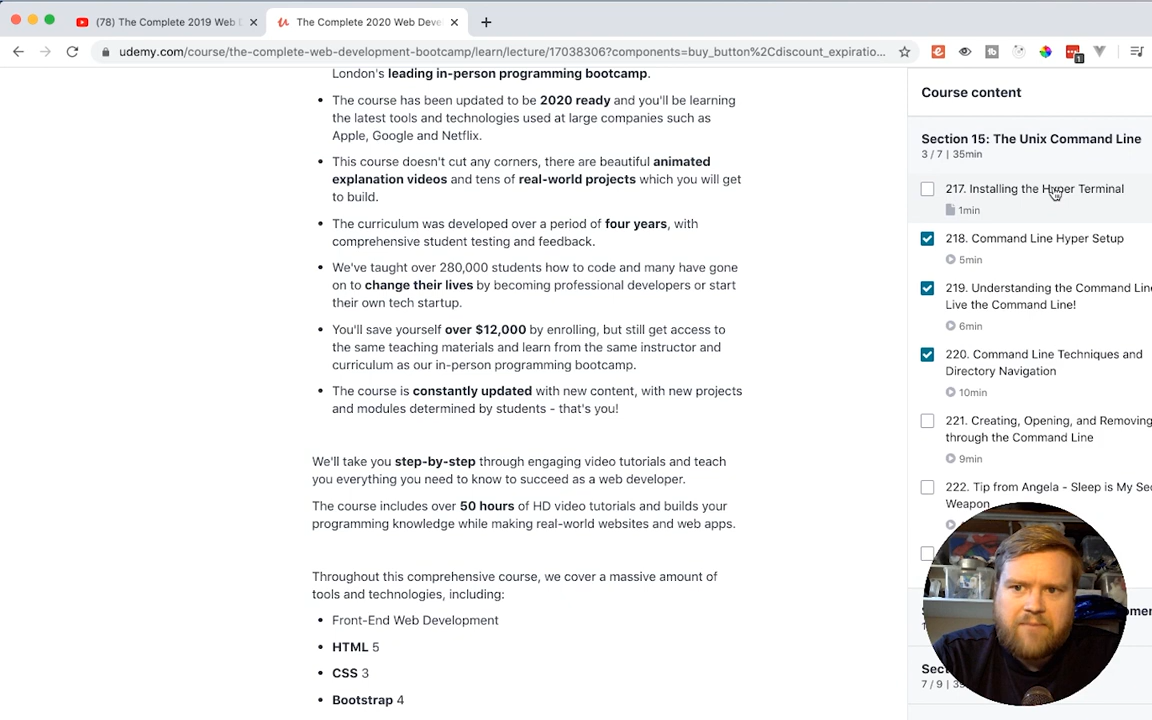 (78) The Complete 2019 Web D
The Complete 2020 Web Deve
udemy.com/course/the-complete-web-development-bootcamp/learn/lecture/17038306?components=buy_button%2Cdiscount_expiratio...
London's leading in-person programming bootcamp.
• The course has been updated to be 2020 ready and you'll be learning
the latest tools and technologies used at large companies such as
Apple, Google and Netflix.
• This course doesn't cut any corners, there are beautiful animated
explanation videos and tens of real-world projects which you will get
to build.
• The curriculum was developed over a period of four years, with
comprehensive student testing and feedback.
• We've taught over 280,000 students how to code and many have gone
on to change their lives by becoming professional developers or start
their own tech startup.
• You'll save yourself over $12,000 by enrolling, but still get access to
the same teaching materials and learn from the same instructor and
curriculum as our in-person programming bootcamp.
• The course is constantly updated with new content, with new projects
and modules determined by students - that's you!
We'll take you step-by-step through engaging video tutorials and teach
you everything you need to know to succeed as a web developer.
The course includes over 50 hours of HD video tutorials and builds your
programming knowledge while making real-world websites and web apps.
Throughout this comprehensive course, we cover a massive amount of
tools and technologies, including:
• Front-End Web Development
• HTML 5
• CSS 3
• Bootstrap 4
Course content
Section 15: The Unix Command Line
3 / 7 | 35min
217. Installing the Hyper Terminal
1min
218. Command Line Hyper Setup
5min
219. Understanding the Command Lin
Live the Command Line!
6min
220. Command Line Techniques and
Directory Navigation
10min
221. Creating, Opening, and Removing
through the Command Line
9min
222. Tip from Angela - Sleep is My Se
Weapon
Sec
7 / 9 | 3